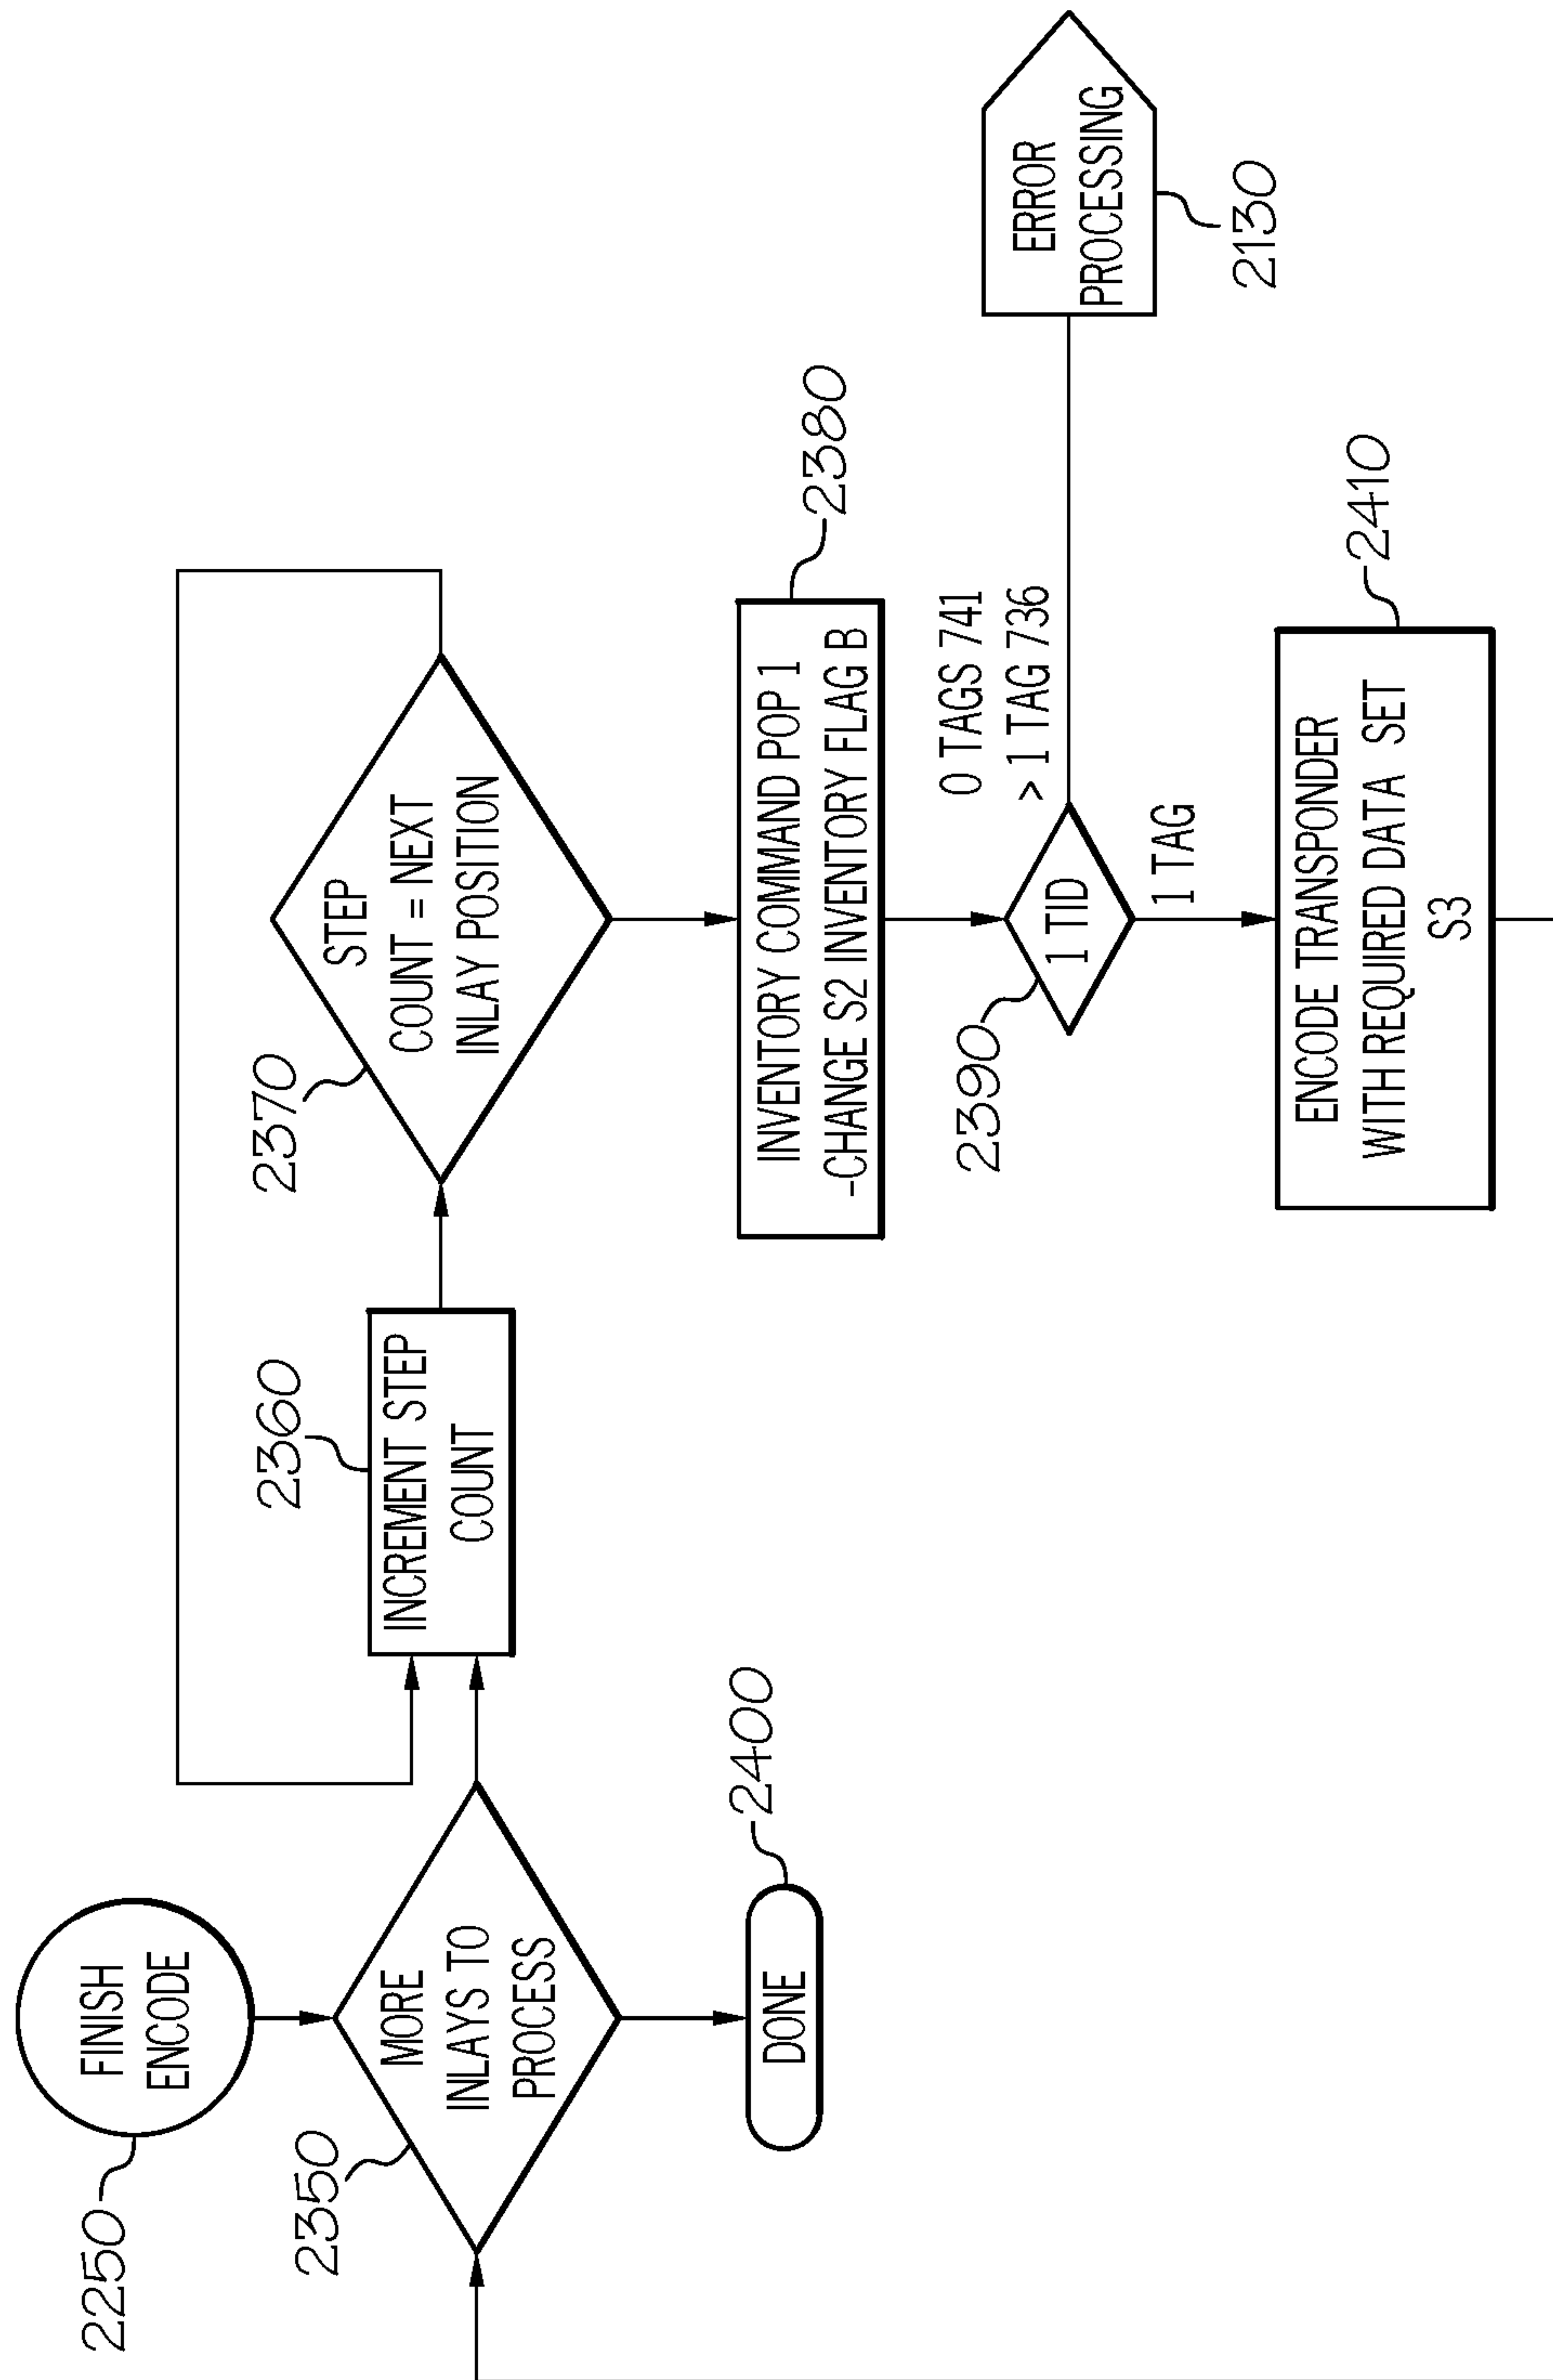 2250
FINISH
ENCODE
2350
MORE
INLAYS TO
PROCESS
2400
DONE
2360
INCREMENT STEP
COUNT
2370
STEP
COUNT = NEXT
INLAY POSITION
2380
INVENTORY COMMAND POP 1
-CHANGE S2 INVENTORY FLAG B
2390
1 TID
0 TAGS 741
> 1 TAG 736
1 TAG
ERROR
PROCESSING
2130
2410
ENCODE TRANSPONDER
WITH REQUIRED DATA SET
S3